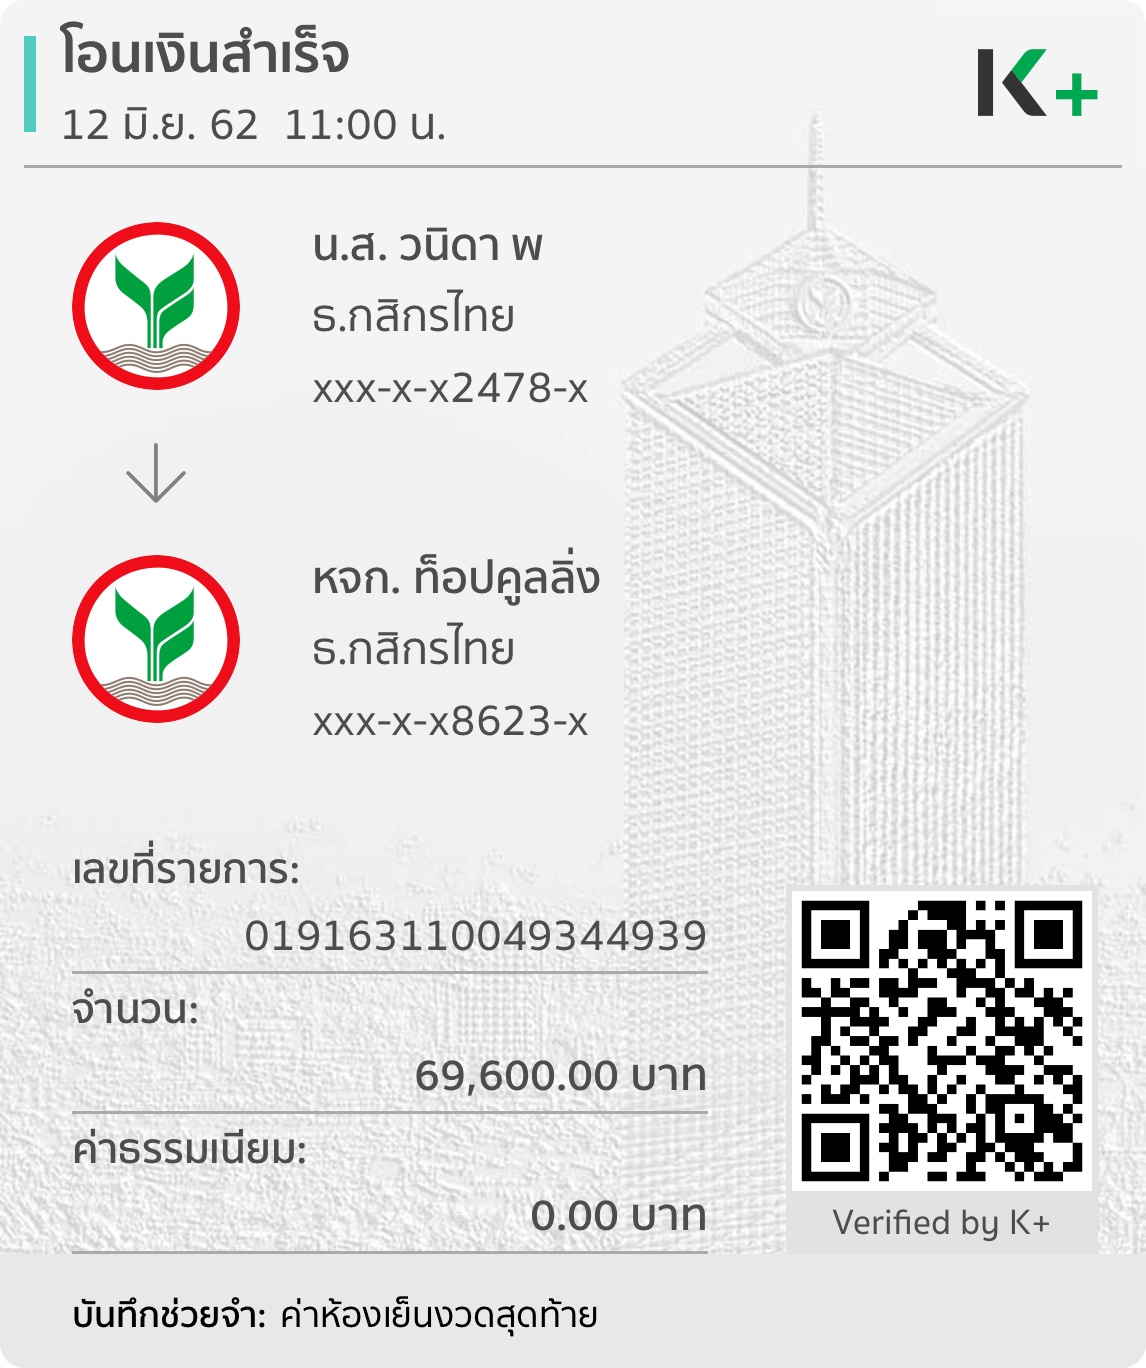 โอนเงินสำเร็จ
12 มิ.ย. 62  11:00 น.
K+
น.ส. วนิดา พ
ธ.กสิกรไทย
xxx-x-x2478-x
หจก. ท็อปคูลลิ่ง
ธ.กสิกรไทย
xxx-x-x8623-x
เลขที่รายการ:
019163110049344939
จำนวน:
69,600.00 บาท
ค่าธรรมเนียม:
0.00 บาท
Verified by K+
บันทึกช่วยจำ: ค่าห้องเย็นงวดสุดท้าย